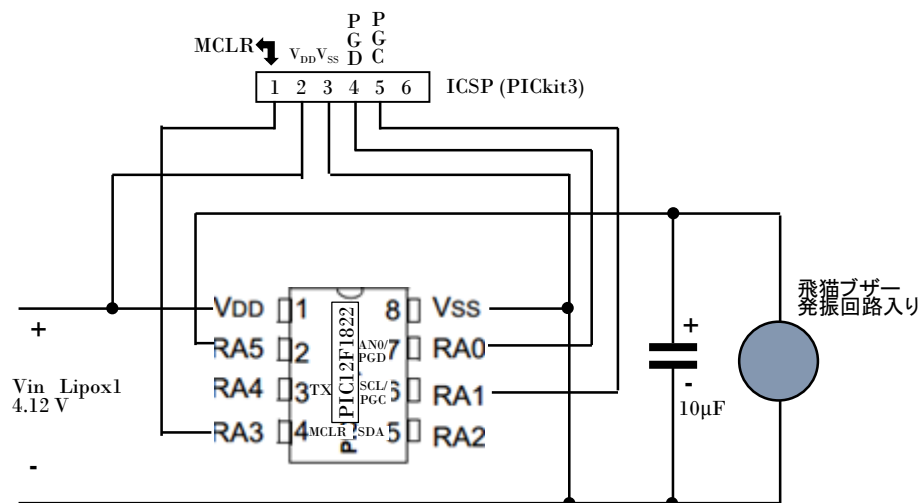 P
G
D
P
G
C
MCLR
VDD VSS
1 2 3 4 5 6
ICSP (PICkit3)
飛猫ブザー
発振回路入り
VDD 1
8 VSS
RA5 2
AN0/
PGD
7 RA0
RA4 3 TX
SCL/
PGC
6 RA1
RA3 4 MCLR
SDA 5 RA2
PIC12F1822
+
Vin Lipox1
4.12 V
-
+
-
10µF